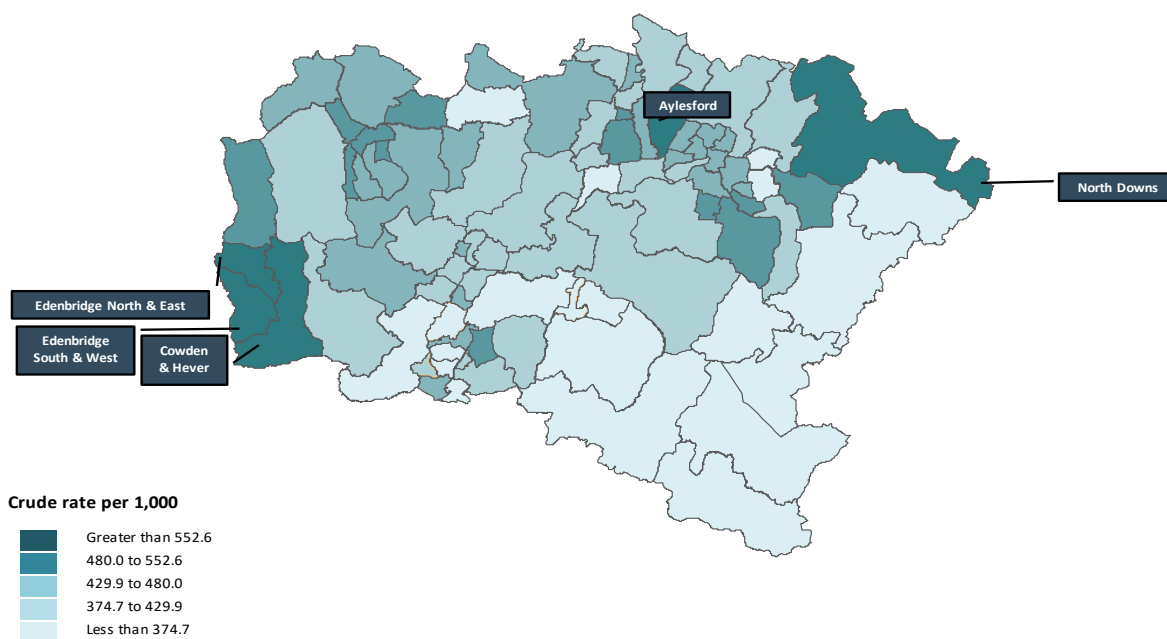 Aylesford
North Downs
Edenbridge North & East
Edenbridge
South & West
Cowden
& Hever
Crude rate per 1,000
Greater than 552.6
480.0 to 552.6
429.9 to 480.0
374.7 to 429.9
Less than 374.7